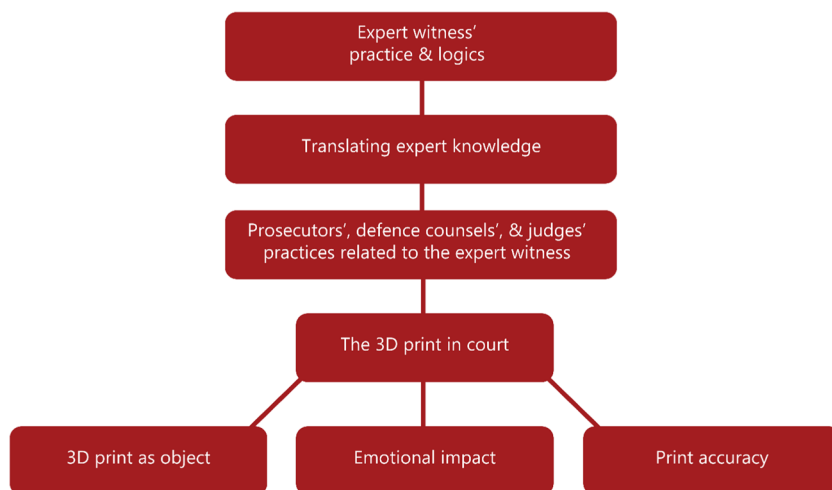 Expert witness’
practice & logics
Translating expert knowledge
Prosecutors’, defence counsels’, & judges’
practices related to the expert witness
The 3D print in court
3D print as object
Emotional impact
Print accuracy